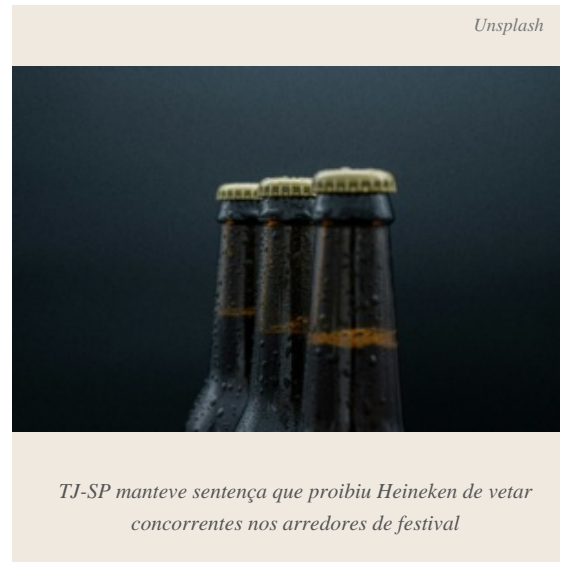 Unsplash
TJ-SP manteve sentença que proibiu Heineken de vetar
concorrentes nos arredores de festival